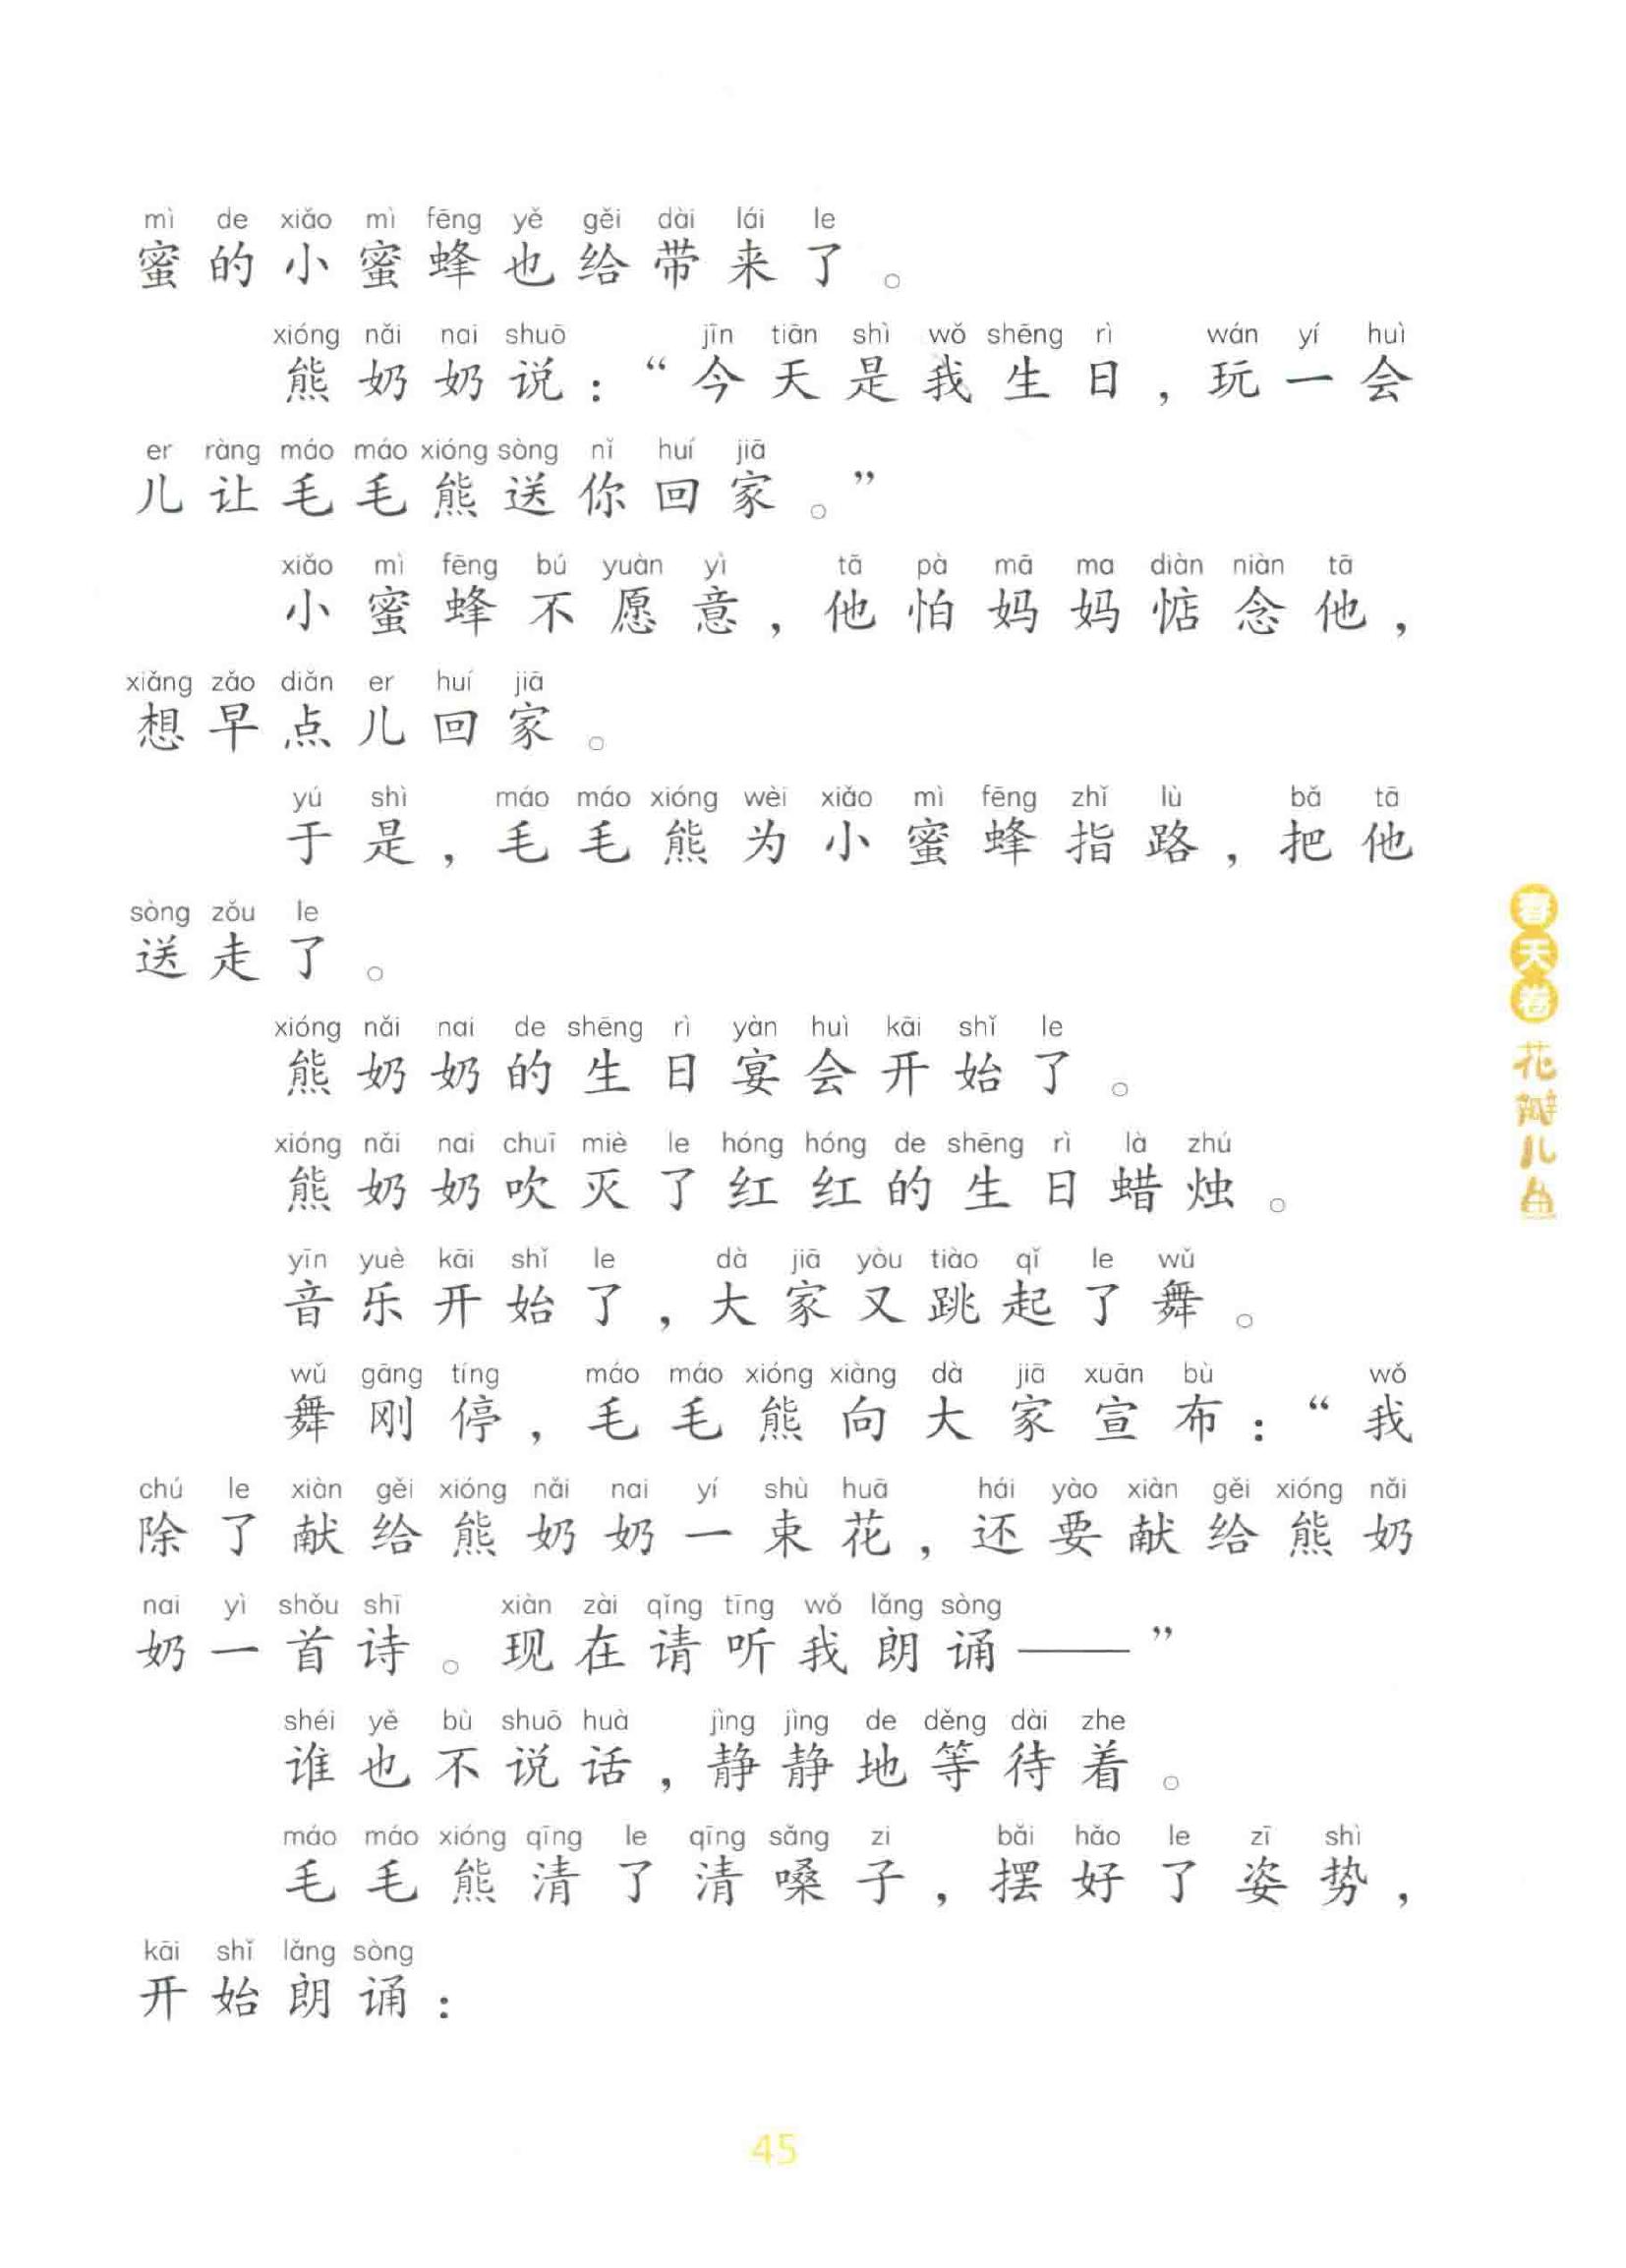 mì de xiǎo mì fēng yě gěi dài lái le
蜜的小蜜蜂也给带来了。
xióng nǎi nai shuō jīn tiān shì wǒ shēng rì wán yí huì
熊奶奶说：“今天是我生日，玩一会
er ràng máo máo xióng sòng nǐ huí jiā
儿让毛毛熊送你回家。”
xiǎo mì fēng bú yuàn yì tā pà mā ma diàn niàn tā
小蜜蜂不愿意，他怕妈妈惦念他，
xiǎng zǎo diǎn er huí jiā
想早点儿回家。
yú shì máo máo xióng wèi xiǎo mì fēng zhǐ lù bǎ tā
于是，毛毛熊为小蜜蜂指路，把他
sòng zǒu le
送走了。
xióng nǎi nai de shēng rì yàn huì kāi shǐ le
熊奶奶的生日宴会开始了。
xióng nǎi nai chuī miè le hóng hóng de shēng rì là zhú
熊奶奶吹灭了红红的生日蜡烛。
yīn yuè kāi shǐ le dà jiā yòu tiào qǐ le wǔ
音乐开始了，大家又跳起了舞。
wǔ gāng tíng máo máo xióng xiàng dà jiā xuān bù wǒ
舞刚停，毛毛熊向大家宣布：“我
chú le xiàn gěi xióng nǎi nai yí shù huā hái yào xiàn gěi xióng nǎi
除了献给熊奶奶一束花，还要献给熊奶
nai yì shǒu shī xiàn zài qǐng tīng wǒ lǎng sòng
奶一首诗。现在请听我朗诵——”
shéi yě bù shuō huà jìng jìng de děng dài zhe
谁也不说话，静静地等待着。
máo máo xióng qīng le qīng sǎng zi bǎi hǎo le zī shì
毛毛熊清了清嗓子，摆好了姿势，
kāi shǐ lǎng sòng
开始朗诵：
春天卷 花瓣儿鱼
45